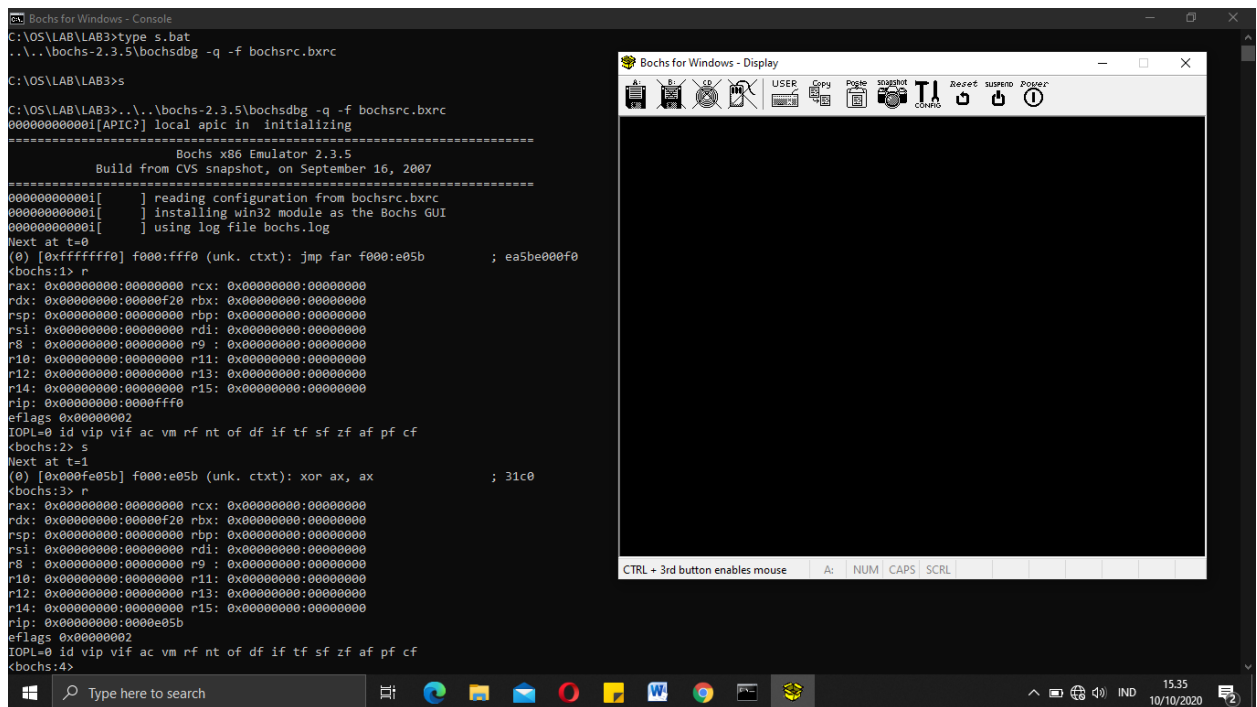 Bochs for Windows - Console
C:\OS\LAB\LAB3>type s.bat
..\..\bochs-2.3.5\bochsdbg -q -f bochsrc.bxrc
C:\OS\LAB\LAB3>s
C:\OS\LAB\LAB3>..\..\bochs-2.3.5\bochsdbg -q -f bochsrc.bxrc
00000000000i[APIC?] local apic in  initializing
========================================================================
Bochs x86 Emulator 2.3.5
Build from CVS snapshot, on September 16, 2007
========================================================================
00000000000i[     ] reading configuration from bochsrc.bxrc
00000000000i[     ] installing win32 module as the Bochs GUI
00000000000i[     ] using log file bochs.log
Next at t=0
(0) [0xfffffff0] f000:fff0 (unk. ctxt): jmp far f000:e05b         ; ea5be000f0
<bochs:1> r
rax: 0x00000000:00000000 rcx: 0x00000000:00000000
rdx: 0x00000000:00000f20 rbx: 0x00000000:00000000
rsp: 0x00000000:00000000 rbp: 0x00000000:00000000
rsi: 0x00000000:00000000 rdi: 0x00000000:00000000
r8 : 0x00000000:00000000 r9 : 0x00000000:00000000
r10: 0x00000000:00000000 r11: 0x00000000:00000000
r12: 0x00000000:00000000 r13: 0x00000000:00000000
r14: 0x00000000:00000000 r15: 0x00000000:00000000
rip: 0x00000000:0000fff0
eflags 0x00000002
IOPL=0 id vip vif ac vm rf nt of df if tf sf zf af pf cf
<bochs:2> s
Next at t=1
(0) [0x000fe05b] f000:e05b (unk. ctxt): xor ax, ax                ; 31c0
<bochs:3> r
rax: 0x00000000:00000000 rcx: 0x00000000:00000000
rdx: 0x00000000:00000f20 rbx: 0x00000000:00000000
rsp: 0x00000000:00000000 rbp: 0x00000000:00000000
rsi: 0x00000000:00000000 rdi: 0x00000000:00000000
r8 : 0x00000000:00000000 r9 : 0x00000000:00000000
r10: 0x00000000:00000000 r11: 0x00000000:00000000
r12: 0x00000000:00000000 r13: 0x00000000:00000000
r14: 0x00000000:00000000 r15: 0x00000000:00000000
rip: 0x00000000:0000e05b
eflags 0x00000002
IOPL=0 id vip vif ac vm rf nt of df if tf sf zf af pf cf
<bochs:4>
Bochs for Windows - Display
A: B: CD USER Copy Paste snapshot CONFIG Reset SUSPEND Power
CTRL + 3rd button enables mouse A: NUM CAPS SCRL
Type here to search
IND
15.35
10/10/2020
2